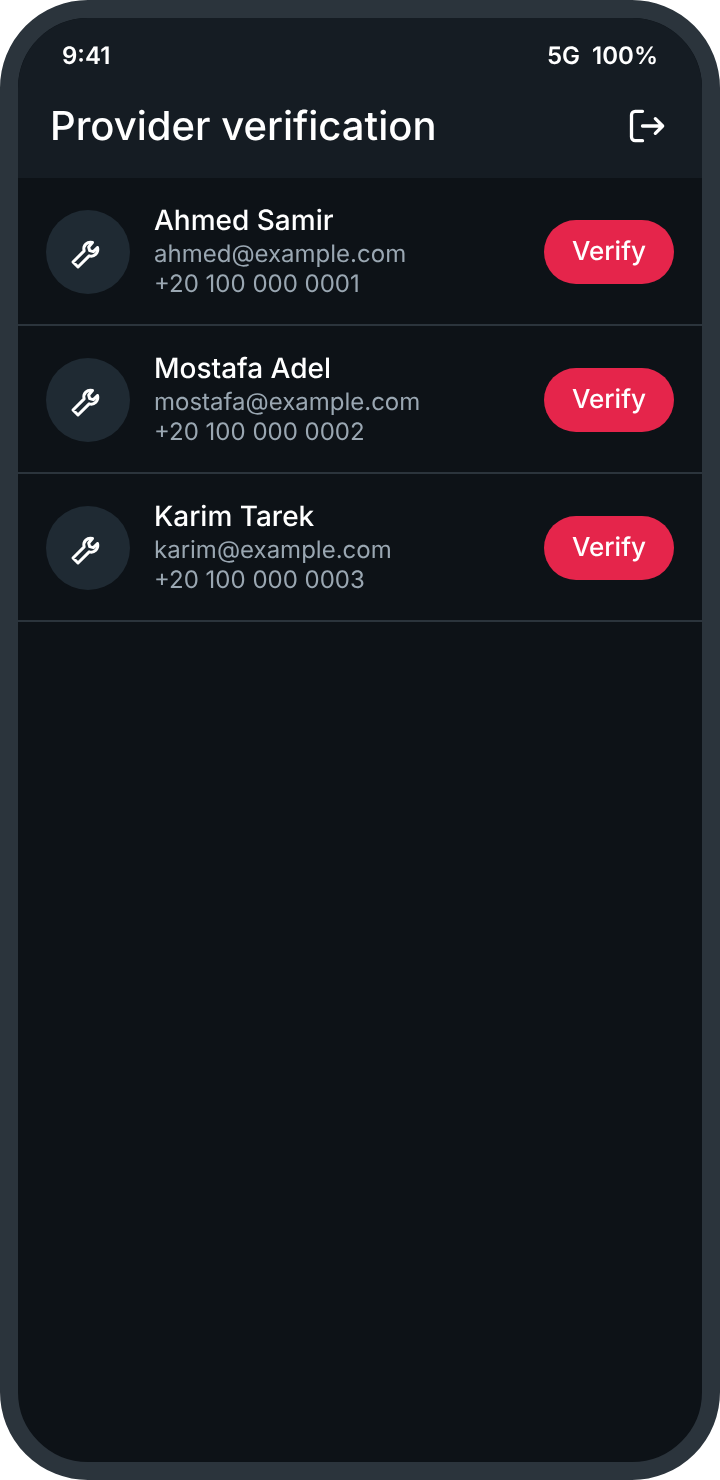 9:41 5G 100%
Provider verification
Ahmed Samir
ahmed@example.com
+20 100 000 0001
Verify
Mostafa Adel
mostafa@example.com
+20 100 000 0002
Verify
Karim Tarek
karim@example.com
+20 100 000 0003
Verify